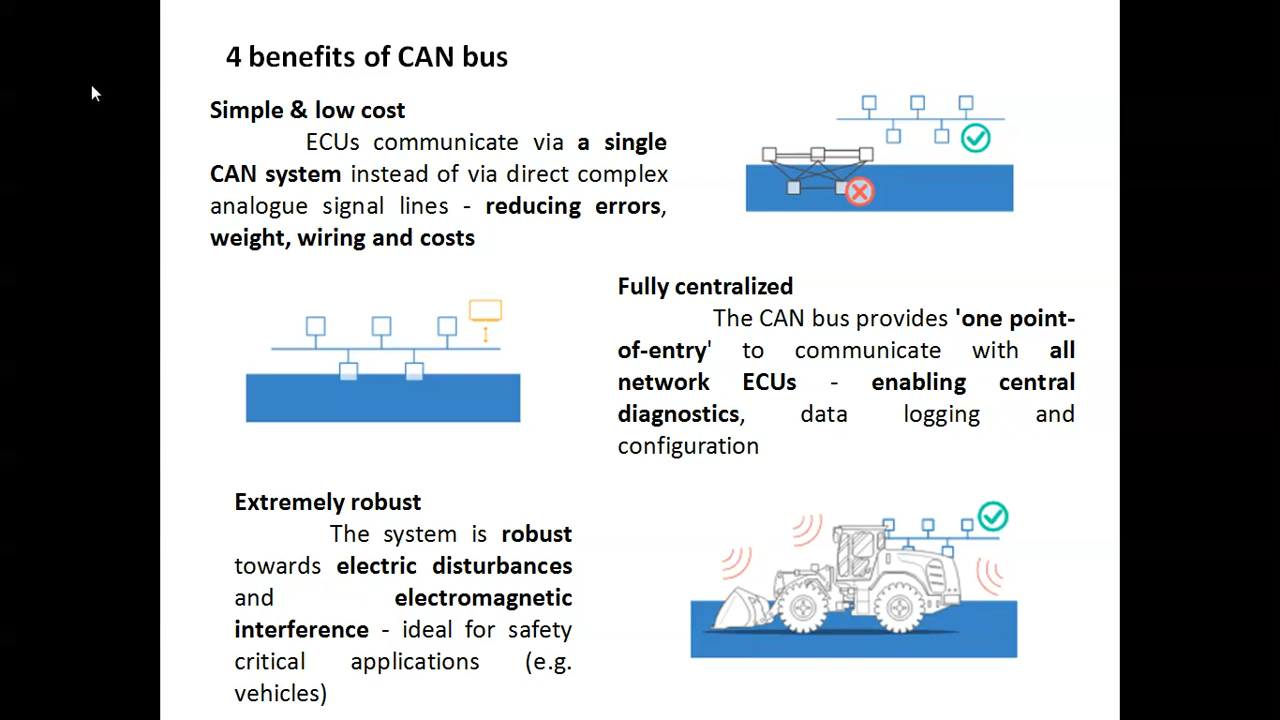 4 benefits of CAN bus
Simple & low cost
ECUs communicate via a single
CAN system instead of via direct complex
analogue signal lines - reducing errors,
weight, wiring and costs
Fully centralized
The CAN bus provides 'one point-
of-entry' to communicate with all
network ECUs - enabling central
diagnostics, data logging and
configuration
Extremely robust
The system is robust
towards electric disturbances
and electromagnetic
interference - ideal for safety
critical applications (e.g.
vehicles)